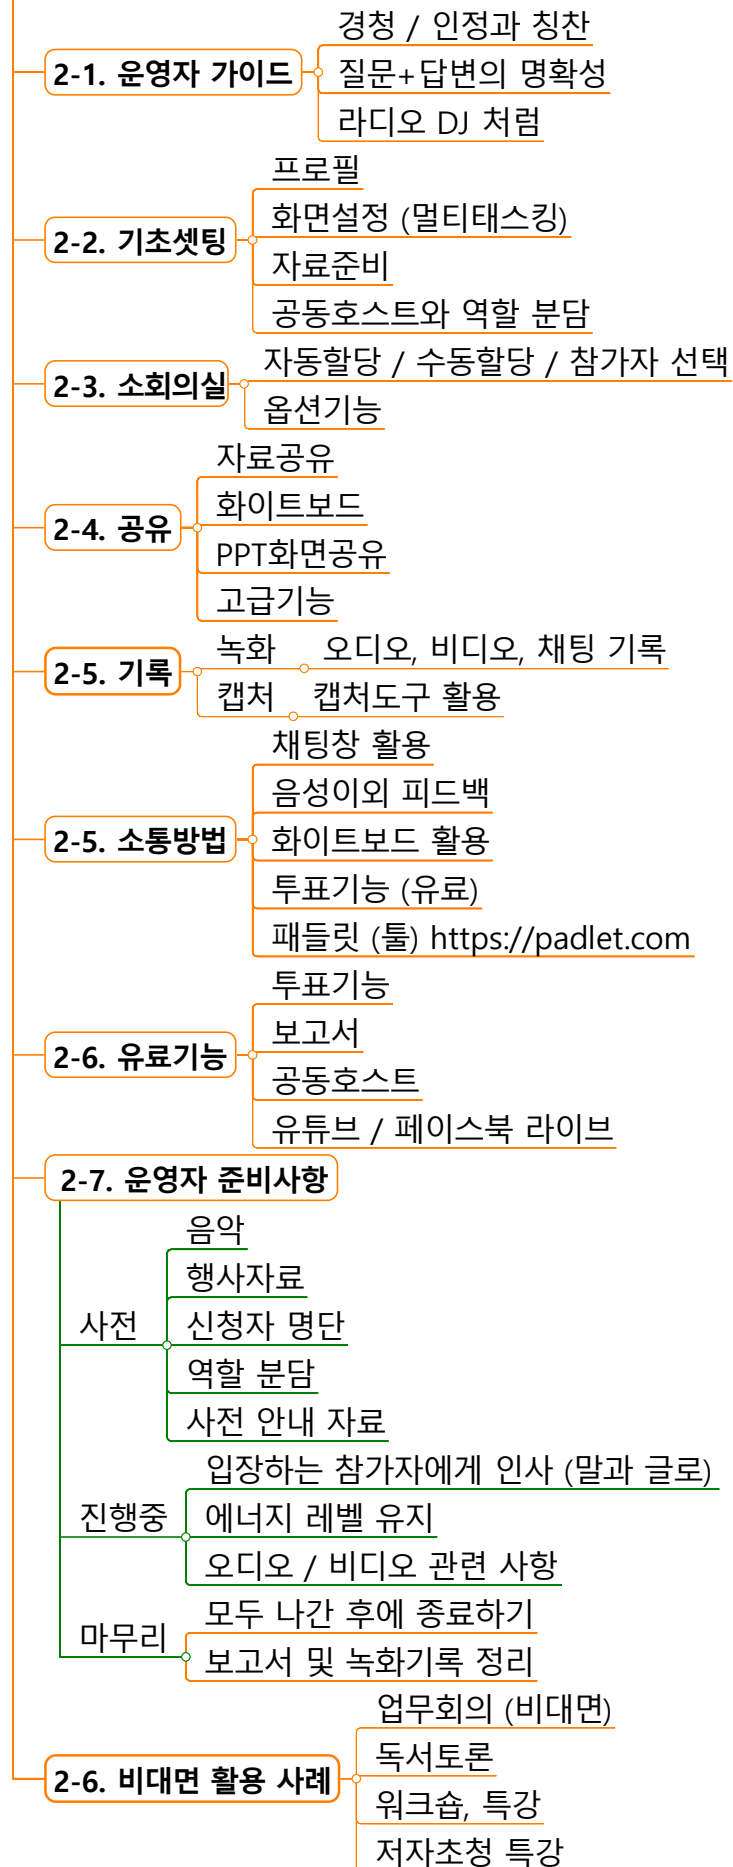 2-1. 운영자 가이드
경청 / 인정과 칭찬
질문+답변의 명확성
라디오 DJ 처럼
2-2. 기초셋팅
프로필
화면설정 (멀티태스킹)
자료준비
공동호스트와 역할 분담
2-3. 소회의실
자동할당 / 수동할당 / 참가자 선택
옵션기능
2-4. 공유
자료공유
화이트보드
PPT화면공유
고급기능
2-5. 기록
녹화
오디오, 비디오, 채팅 기록
캡처
캡처도구 활용
2-5. 소통방법
채팅창 활용
음성이외 피드백
화이트보드 활용
투표기능 (유료)
패들릿 (툴) https://padlet.com
2-6. 유료기능
투표기능
보고서
공동호스트
유튜브 / 페이스북 라이브
2-7. 운영자 준비사항
사전
음악
행사자료
신청자 명단
역할 분담
사전 안내 자료
진행중
입장하는 참가자에게 인사 (말과 글로)
에너지 레벨 유지
오디오 / 비디오 관련 사항
마무리
모두 나간 후에 종료하기
보고서 및 녹화기록 정리
2-6. 비대면 활용 사례
업무회의 (비대면)
독서토론
워크숍, 특강
저자초청 특강